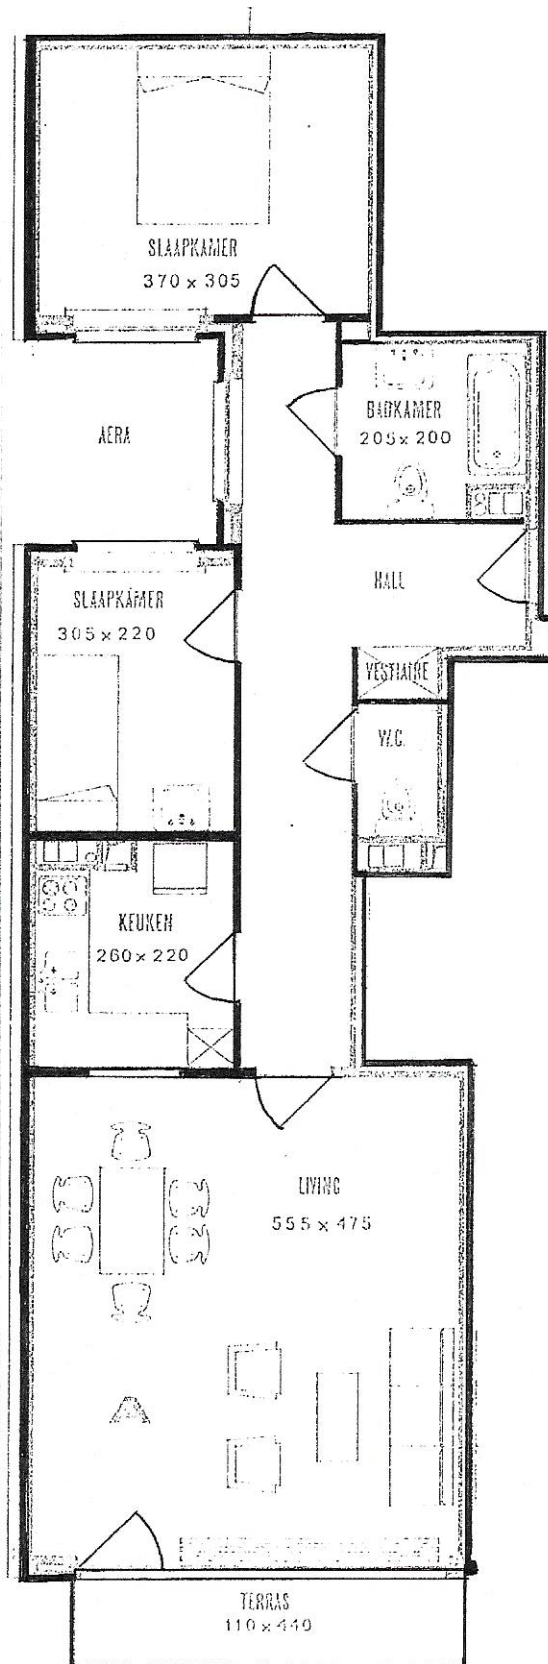 SLAAPKAMER
370 x 305
AERA
BADKAMER
205 x 200
HALL
SLAAPKAMER
305 x 220
VESTIAIRE
W.C.
KEUKEN
260 x 220
LIVING
555 x 475
TERRAS
110 x 440